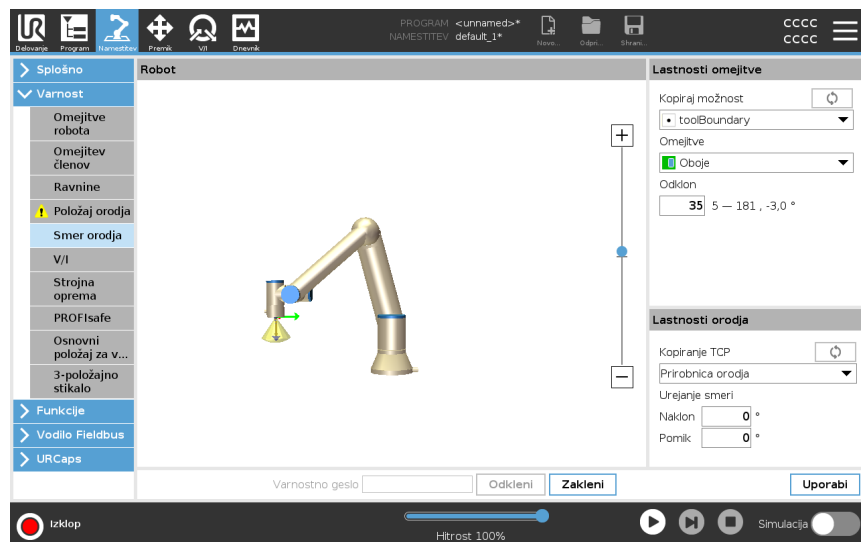 PROGRAM <unnamed>*
NAMESTITEV default_1*
Delovanje
Program
Namestitev
Premik
V/I
Dnevnik
Novo...
Odpri...
Shrani...
CCCC
CCCC
Splošno
Varnost
Omejitve
robota
Omejitev
členov
Ravnine
Položaj orodja
Smer orodja
V/I
Strojna
oprema
PROFIsafe
Osnovni
položaj za v...
3-položajno
stikalo
Funkcije
Vodilo Fieldbus
URCaps
Robot
Lastnosti omejitve
Kopiraj možnost
toolBoundary
Omejitve
Oboje
Odklon
35 5 — 181 , -3,0 °
Lastnosti orodja
Kopiranje TCP
Prirobnica orodja
Urejanje smeri
Naklon 0 °
Pomik 0 °
Varnostno geslo
Odkleni
Zakleni
Uporabi
Izklop
Hitrost 100%
Simulacija